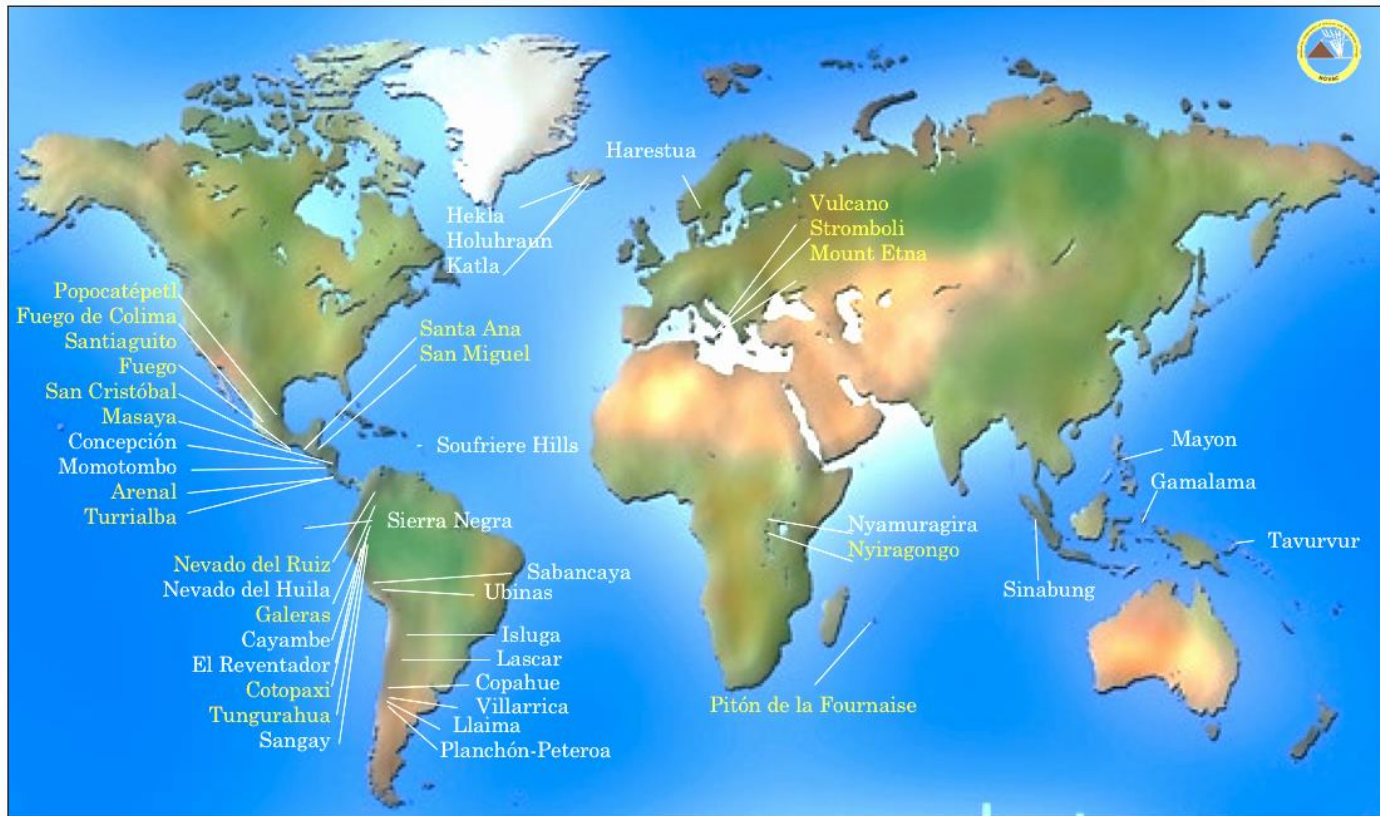 Harestua
Hekla
Holuhraun
Katla
Vulcano
Stromboli
Mount Etna
Popocatépetl
Fuego de Colima
Santiaguito
Fuego
San Cristóbal
Masaya
Concepción
Momotombo
Arenal
Turrialba
Santa Ana
San Miguel
Soufriere Hills
Sierra Negra
Nevado del Ruiz
Nevado del Huila
Galeras
Cayambe
El Reventador
Cotopaxi
Tungurahua
Sangay
Sabancaya
Ubinas
Isluga
Lascar
Copahue
Villarrica
Llaima
Planchón-Peteroa
Nyamuragira
Nyiragongo
Pitón de la Fournaise
Mayon
Gamalama
Tavurvur
Sinabung
NOVAC